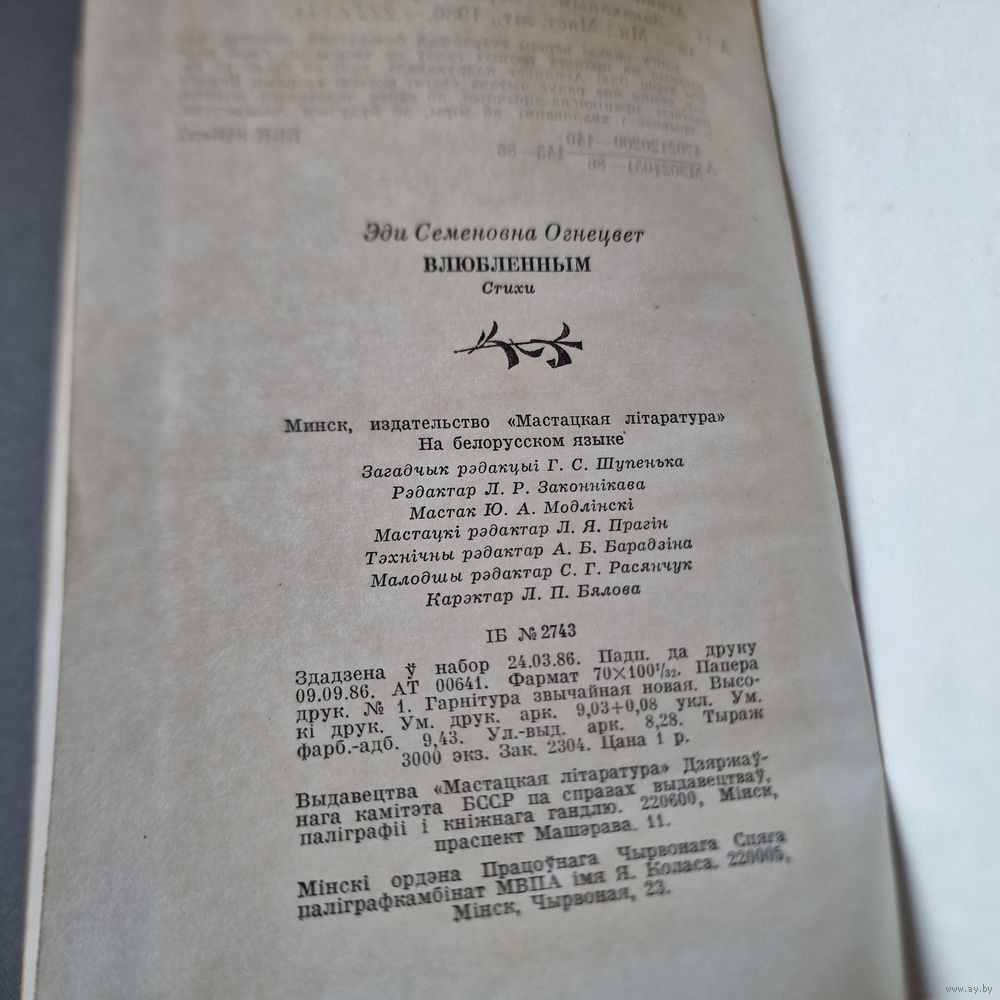 Эди Семеновна Огнецвет
ВЛЮБЛЕННЫМ
Стихи
Минск, издательство «Мастацкая літаратура»
На белорусском языке
Загадчык рэдакцыі Г. С. Шупенька
Рэдактар Л. Р. Законнікава
Мастак Ю. А. Модлінскі
Мастацкі рэдактар Л. Я. Прагін
Тэхнічны рэдактар А. Б. Барадзіна
Малодшы рэдактар С. Г. Расянчук
Карэктар Л. П. Бялова
ІБ № 2743
Здадзена ў набор 24.03.86. Падп. да друку
09.09.86. АТ 00641. Фармат 70×100 1/32. Папера
друк. № 1. Гарнітура звычайная новая. Высо-
кі друк. Ум. друк. арк. 9,03+0,08 укл. Ум.
фарб.-адб. 9,43. Ул.-выд. арк. 8,28. Тыраж
3000 экз. Зак. 2304. Цана 1 р.
Выдавецтва «Мастацкая літаратура» Дзяржаў-
нага камітэта БССР па справах выдавецтваў,
паліграфіі і кніжнага гандлю. 220600, Мінск,
праспект Машэрава. 11.
Мінскі ордэна Працоўнага Чырвонага Сцяга
паліграфкамбінат МВПА імя Я. Коласа. 220005,
Мінск, Чырвоная, 23.
www.ay.by